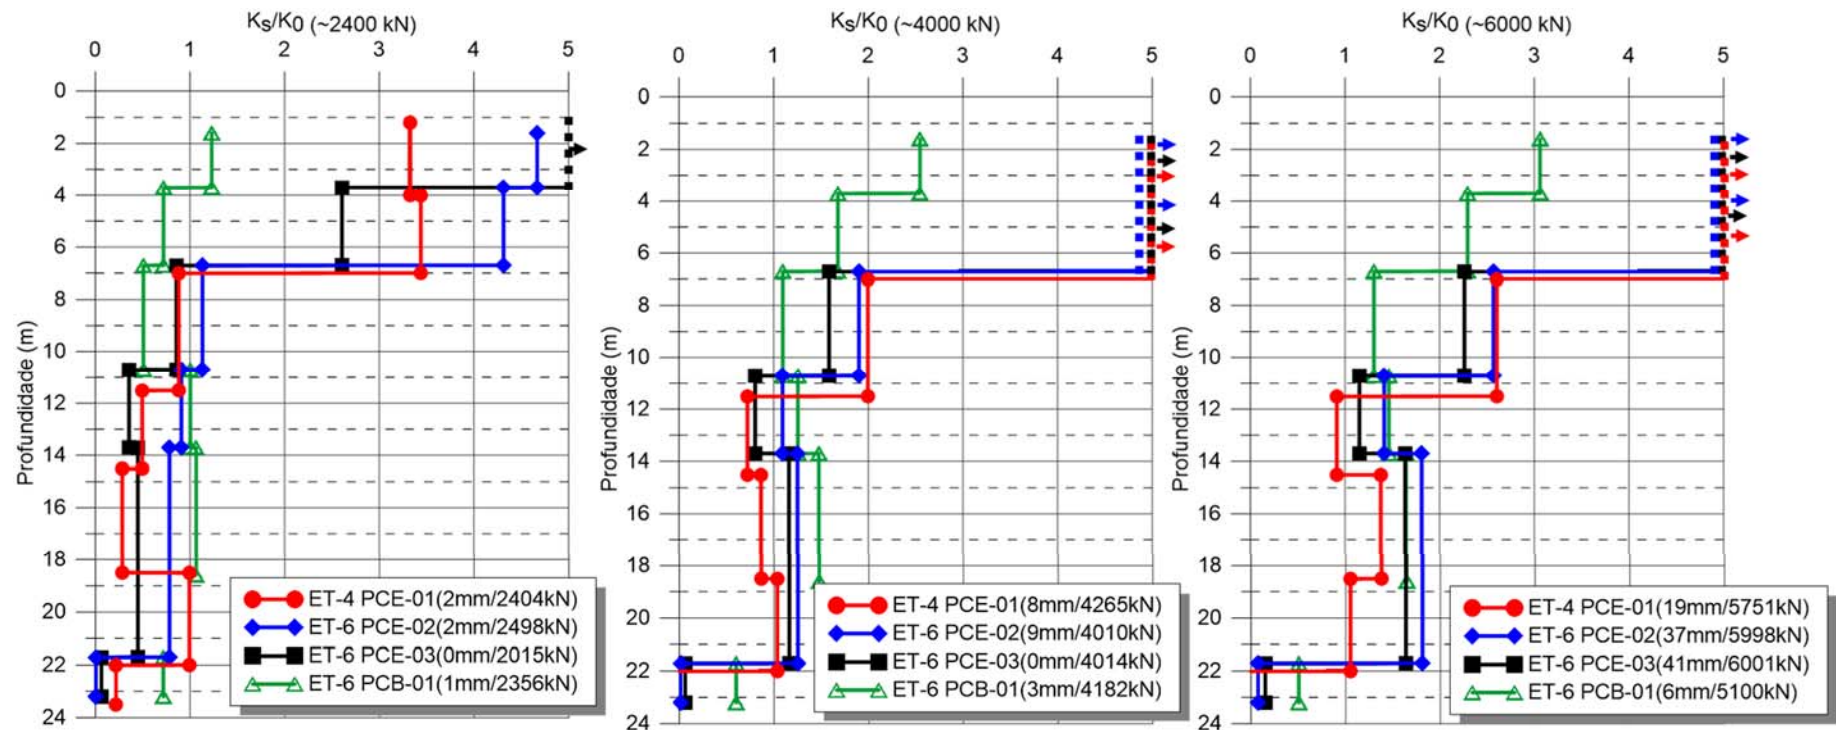 Ks/K0 (~2400 kN)
0 1 2 3 4 5
0
2
4
6
8
10
12
14
16
18
20
22
24
Profundidade (m)
ET-4 PCE-01(2mm/2404kN)
ET-6 PCE-02(2mm/2498kN)
ET-6 PCE-03(0mm/2015kN)
ET-6 PCB-01(1mm/2356kN)
Ks/K0 (~4000 kN)
0 1 2 3 4 5
0
2
4
6
8
10
12
14
16
18
20
22
24
Profundidade (m)
ET-4 PCE-01(8mm/4265kN)
ET-6 PCE-02(9mm/4010kN)
ET-6 PCE-03(0mm/4014kN)
ET-6 PCB-01(3mm/4182kN)
Ks/K0 (~6000 kN)
0 1 2 3 4 5
0
2
4
6
8
10
12
14
16
18
20
22
24
Profundidade (m)
ET-4 PCE-01(19mm/5751kN)
ET-6 PCE-02(37mm/5998kN)
ET-6 PCE-03(41mm/6001kN)
ET-6 PCB-01(6mm/5100kN)